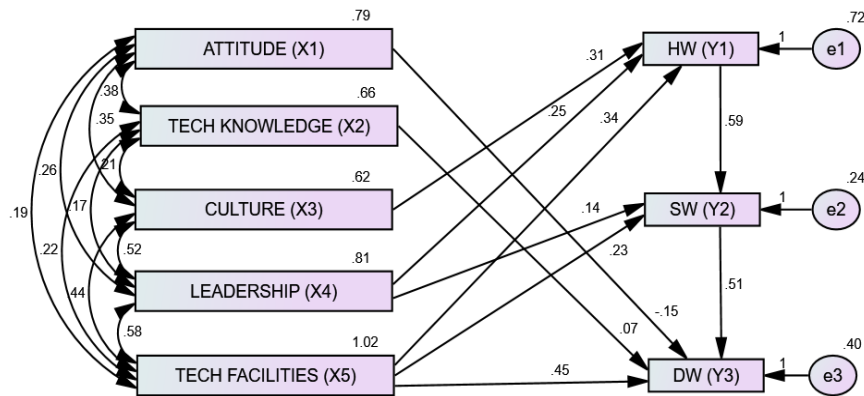 .79
ATTITUDE (X1)
.66
TECH KNOWLEDGE (X2)
.62
CULTURE (X3)
.81
LEADERSHIP (X4)
1.02
TECH FACILITIES (X5)
.38
.35
.21
.26
.17
.19
.22
.52
.44
.58
.31
.25
.34
.14
.23
-.15
.07
.45
HW (Y1)
1
.72
e1
.59
SW (Y2)
1
.24
e2
.51
DW (Y3)
1
.40
e3